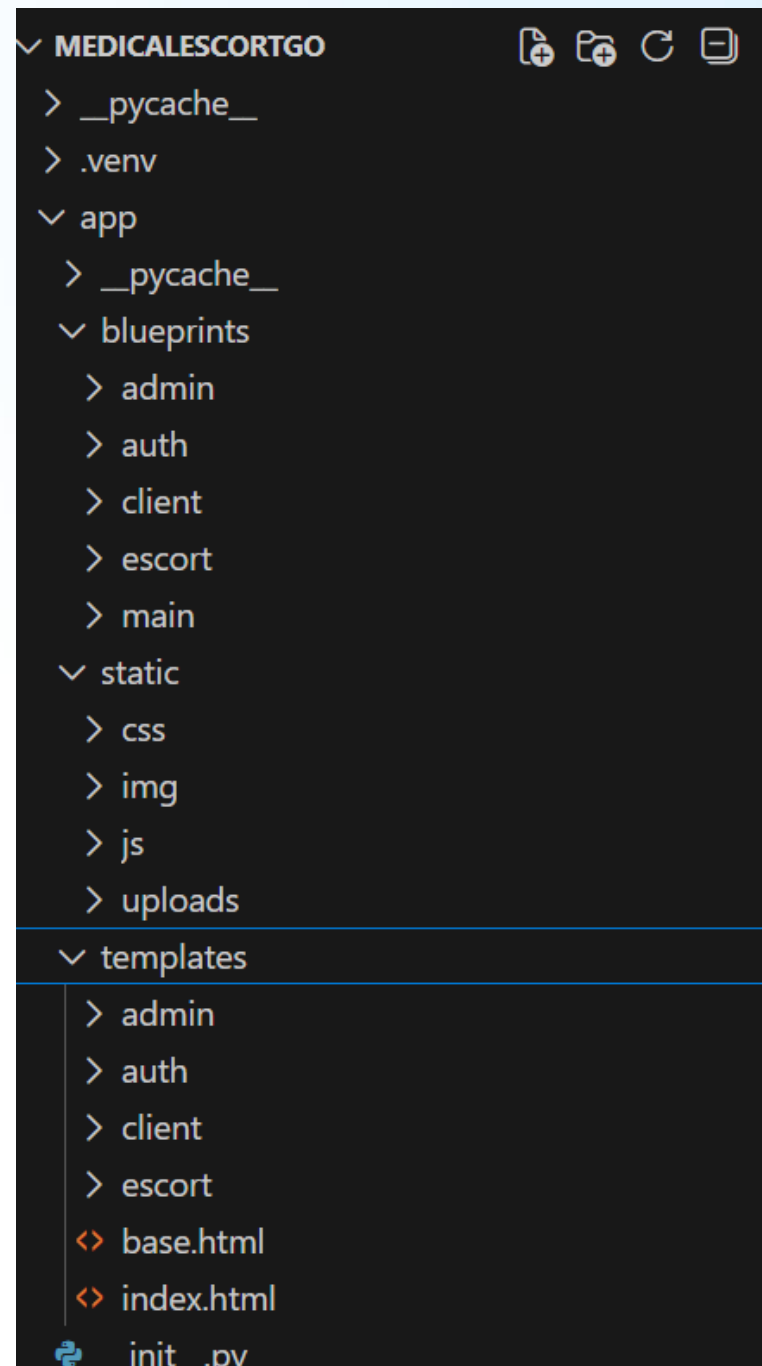 MEDICALESCORTGO
__pycache__
.venv
app
__pycache__
blueprints
admin
auth
client
escort
main
static
css
img
js
uploads
templates
admin
auth
client
escort
base.html
index.html
__init__.py